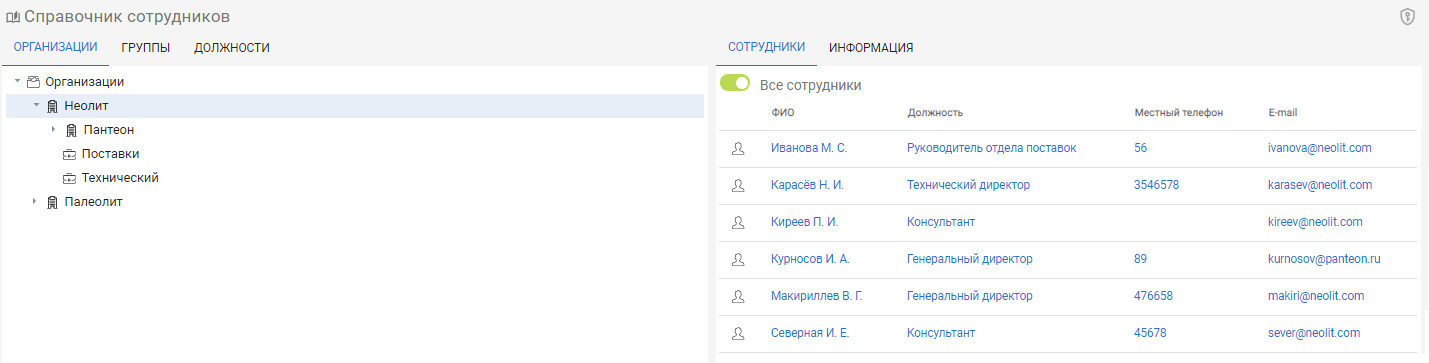 Справочник сотрудников
ОРГАНИЗАЦИИ ГРУППЫ ДОЛЖНОСТИ
Организации
Неолит
Пантеон
Поставки
Технический
Палеолит
СОТРУДНИКИ ИНФОРМАЦИЯ
Все сотрудники
ФИО Должность Местный телефон E-mail
Иванова М. С. Руководитель отдела поставок 56 ivanova@neolit.com
Карасёв Н. И. Технический директор 3546578 karasev@neolit.com
Киреев П. И. Консультант kireev@neolit.com
Курносов И. А. Генеральный директор 89 kurnosov@panteon.ru
Макириллев В. Г. Генеральный директор 476658 makiri@neolit.com
Северная И. Е. Консультант 45678 sever@neolit.com